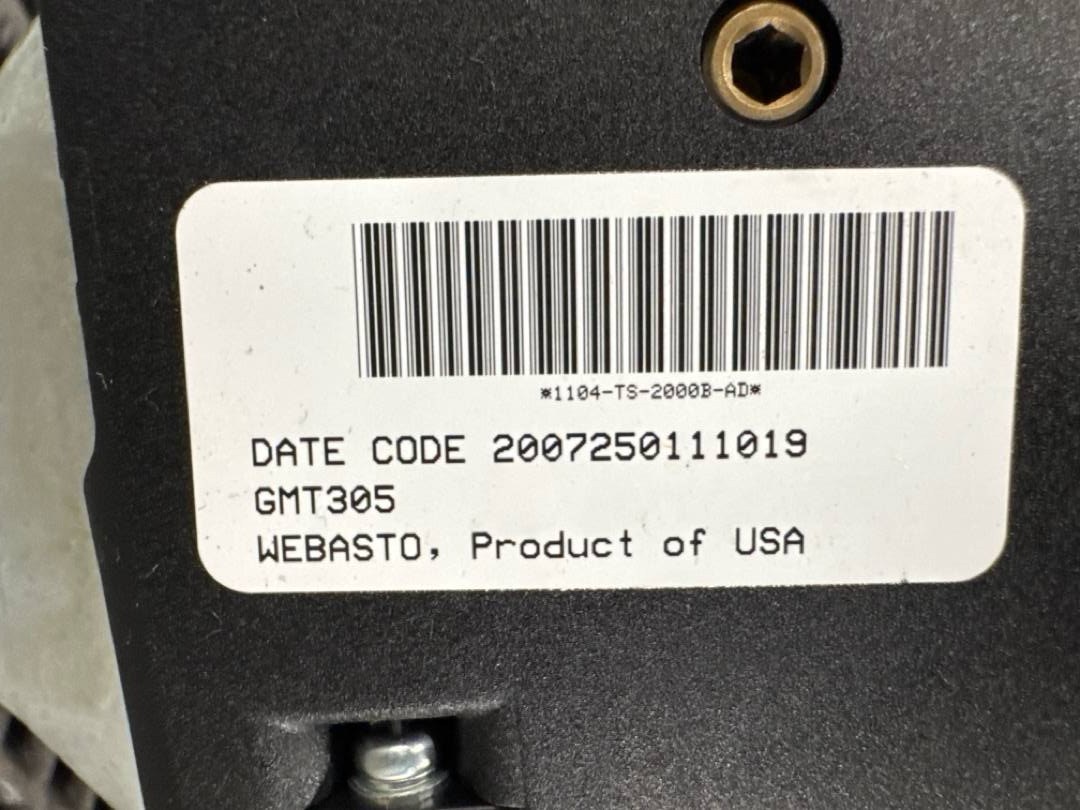 *1104-TS-2000B-AD*
DATE CODE 2007250111019
GMT305
WEBASTO, Product of USA